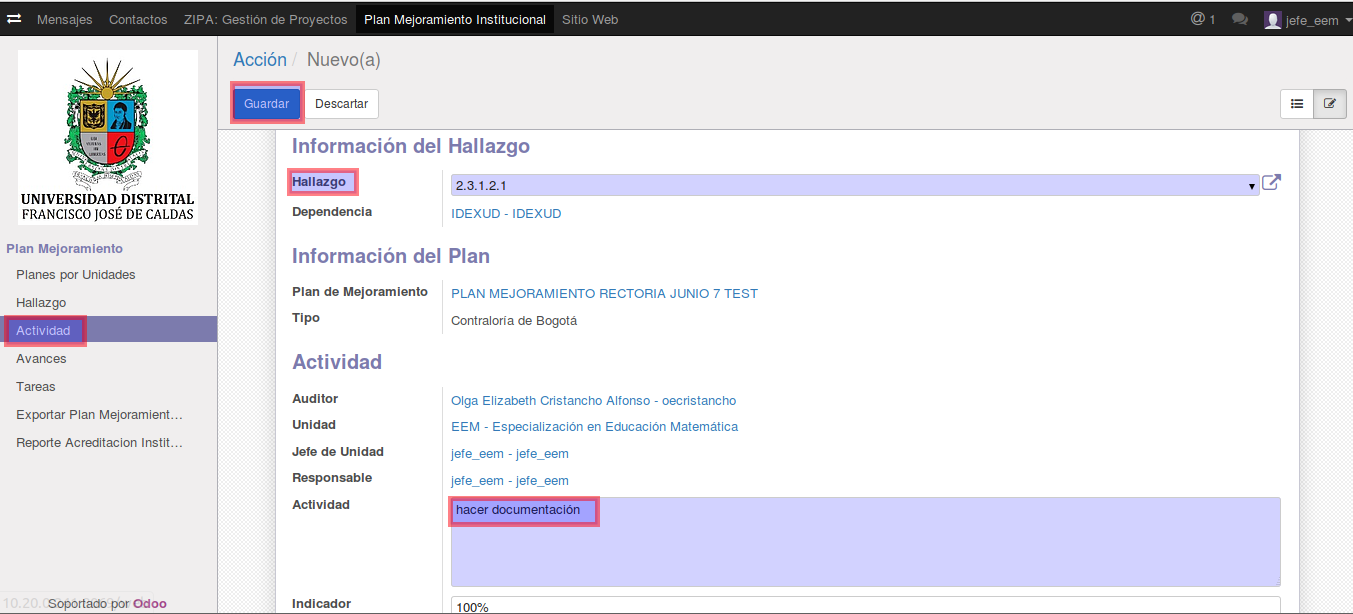 Mensajes Contactos ZIPA: Gestión de Proyectos Plan Mejoramiento Institucional Sitio Web @ 1 jefe_eem
UNIVERSIDAD DISTRITAL
FRANCISCO JOSÉ DE CALDAS
Plan Mejoramiento
Planes por Unidades
Hallazgo
Actividad
Avances
Tareas
Exportar Plan Mejoramient...
Reporte Acreditacion Instit...
Soportado por Odoo
Acción / Nuevo(a)
Guardar Descartar
Información del Hallazgo
Hallazgo 2.3.1.2.1
Dependencia IDEXUD - IDEXUD
Información del Plan
Plan de Mejoramiento PLAN MEJORAMIENTO RECTORIA JUNIO 7 TEST
Tipo Contraloría de Bogotá
Actividad
Auditor Olga Elizabeth Cristancho Alfonso - oecristancho
Unidad EEM - Especialización en Educación Matemática
Jefe de Unidad jefe_eem - jefe_eem
Responsable jefe_eem - jefe_eem
Actividad hacer documentación
Indicador 100%